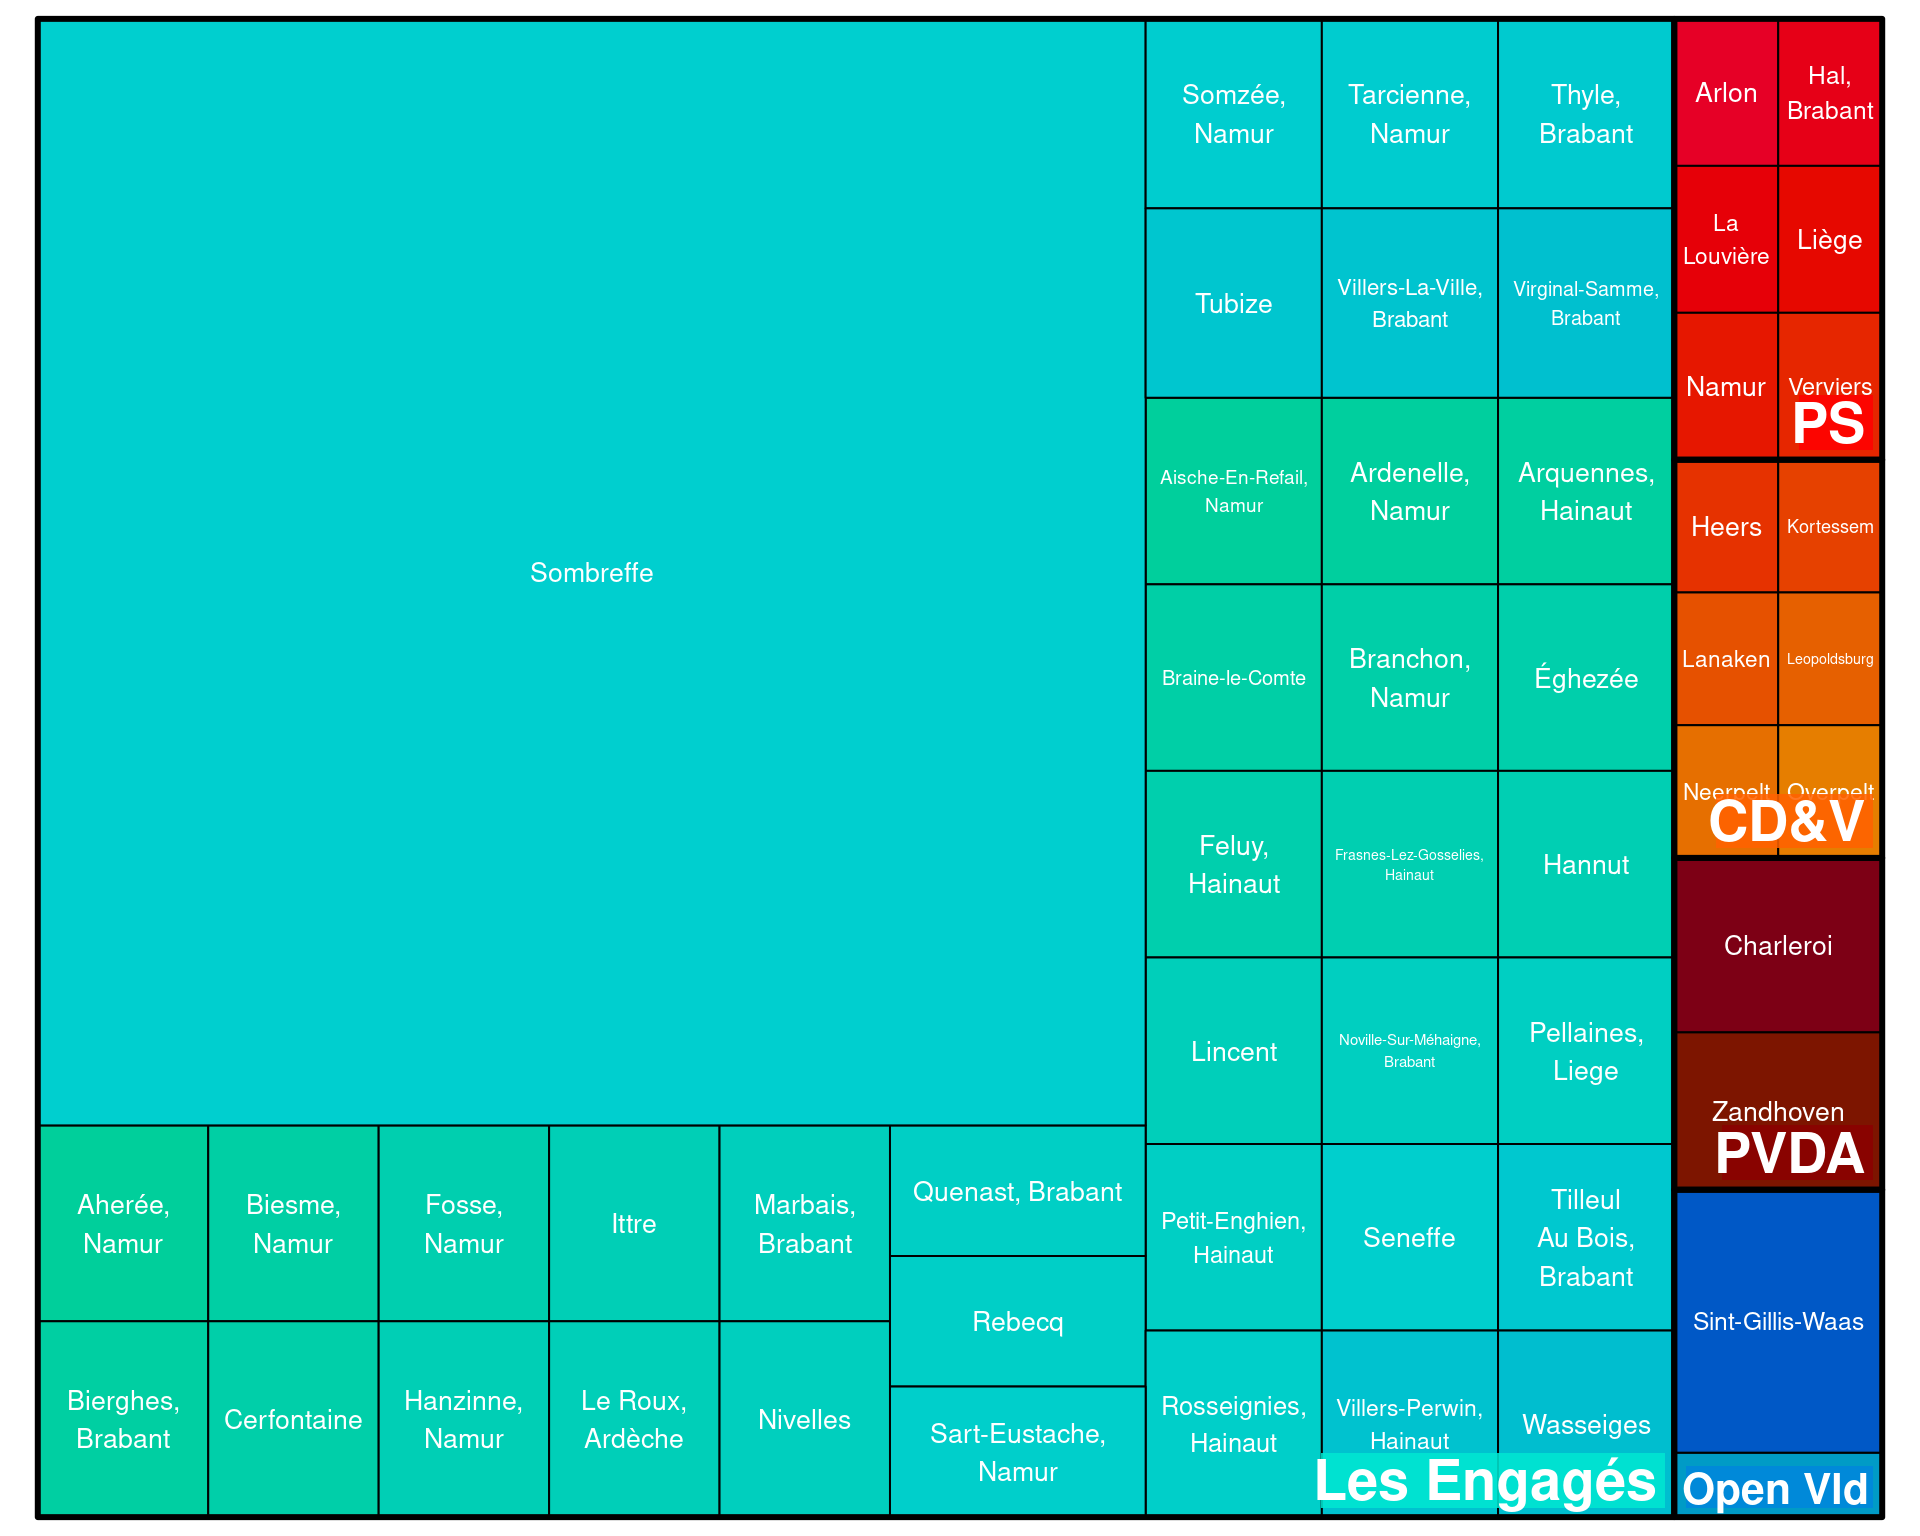 Sombreffe
Somzée,
Namur
Tarcienne,
Namur
Thyle,
Brabant
Tubize
Villers-La-Ville,
Brabant
Virginal-Samme,
Brabant
Aische-En-Refail,
Namur
Ardenelle,
Namur
Arquennes,
Hainaut
Braine-le-Comte
Branchon,
Namur
Éghezée
Feluy,
Hainaut
Frasnes-Lez-Gosselies,
Hainaut
Hannut
Lincent
Noville-Sur-Méhaigne,
Brabant
Pellaines,
Liege
Petit-Enghien,
Hainaut
Seneffe
Tilleul
Au Bois,
Brabant
Rosseignies,
Hainaut
Villers-Perwin,
Hainaut
Wasseiges
Aherée,
Namur
Biesme,
Namur
Fosse,
Namur
Ittre
Marbais,
Brabant
Quenast, Brabant
Rebecq
Sart-Eustache,
Namur
Bierghes,
Brabant
Cerfontaine
Hanzinne,
Namur
Le Roux,
Ardèche
Nivelles
Les Engagés
Arlon
Hal,
Brabant
La
Louvière
Liège
Namur
Verviers
PS
Heers
Kortessem
Lanaken
Leopoldsburg
Neerpelt
Overpelt
CD&V
Charleroi
Zandhoven
PVDA
Sint-Gillis-Waas
Open Vld